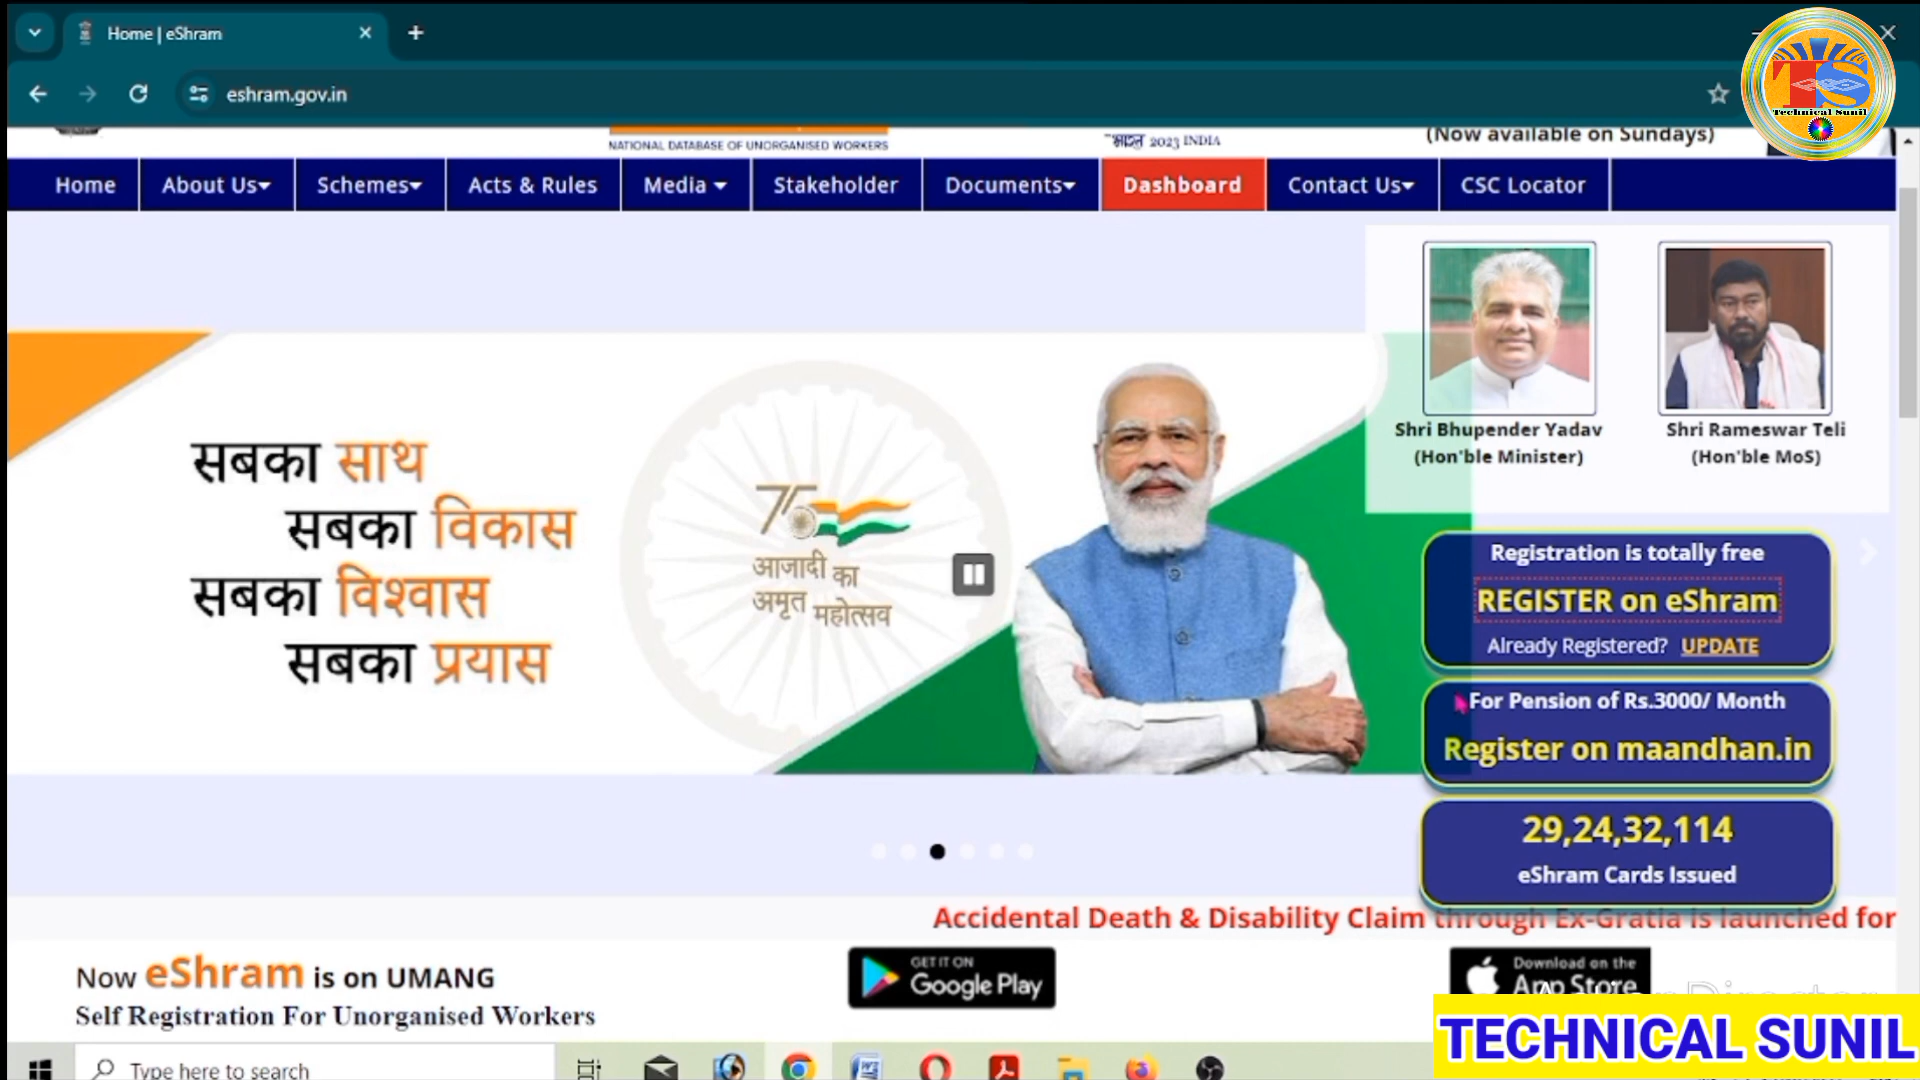 Home | eShram
eshram.gov.in
TS
Technical Sunil
NATIONAL DATABASE OF UNORGANISED WORKERS
भारत 2023 INDIA
(Now available on Sundays)
Home
About Us
Schemes
Acts & Rules
Media
Stakeholder
Documents
Dashboard
Contact Us
CSC Locator
सबका साथ
सबका विकास
सबका विश्वास
सबका प्रयास
75
आजादी का
अमृत महोत्सव
Shri Bhupender Yadav
(Hon'ble Minister)
Shri Rameswar Teli
(Hon'ble MoS)
Registration is totally free
REGISTER on eShram
Already Registered? UPDATE
For Pension of Rs.3000/ Month
Register on maandhan.in
29,24,32,114
eShram Cards Issued
Accidental Death & Disability Claim through Ex-Gratia is launched for
Now eShram is on UMANG
Self Registration For Unorganised Workers
GET IT ON
Google Play
Download on the
App Store
TECHNICAL SUNIL
Type here to search